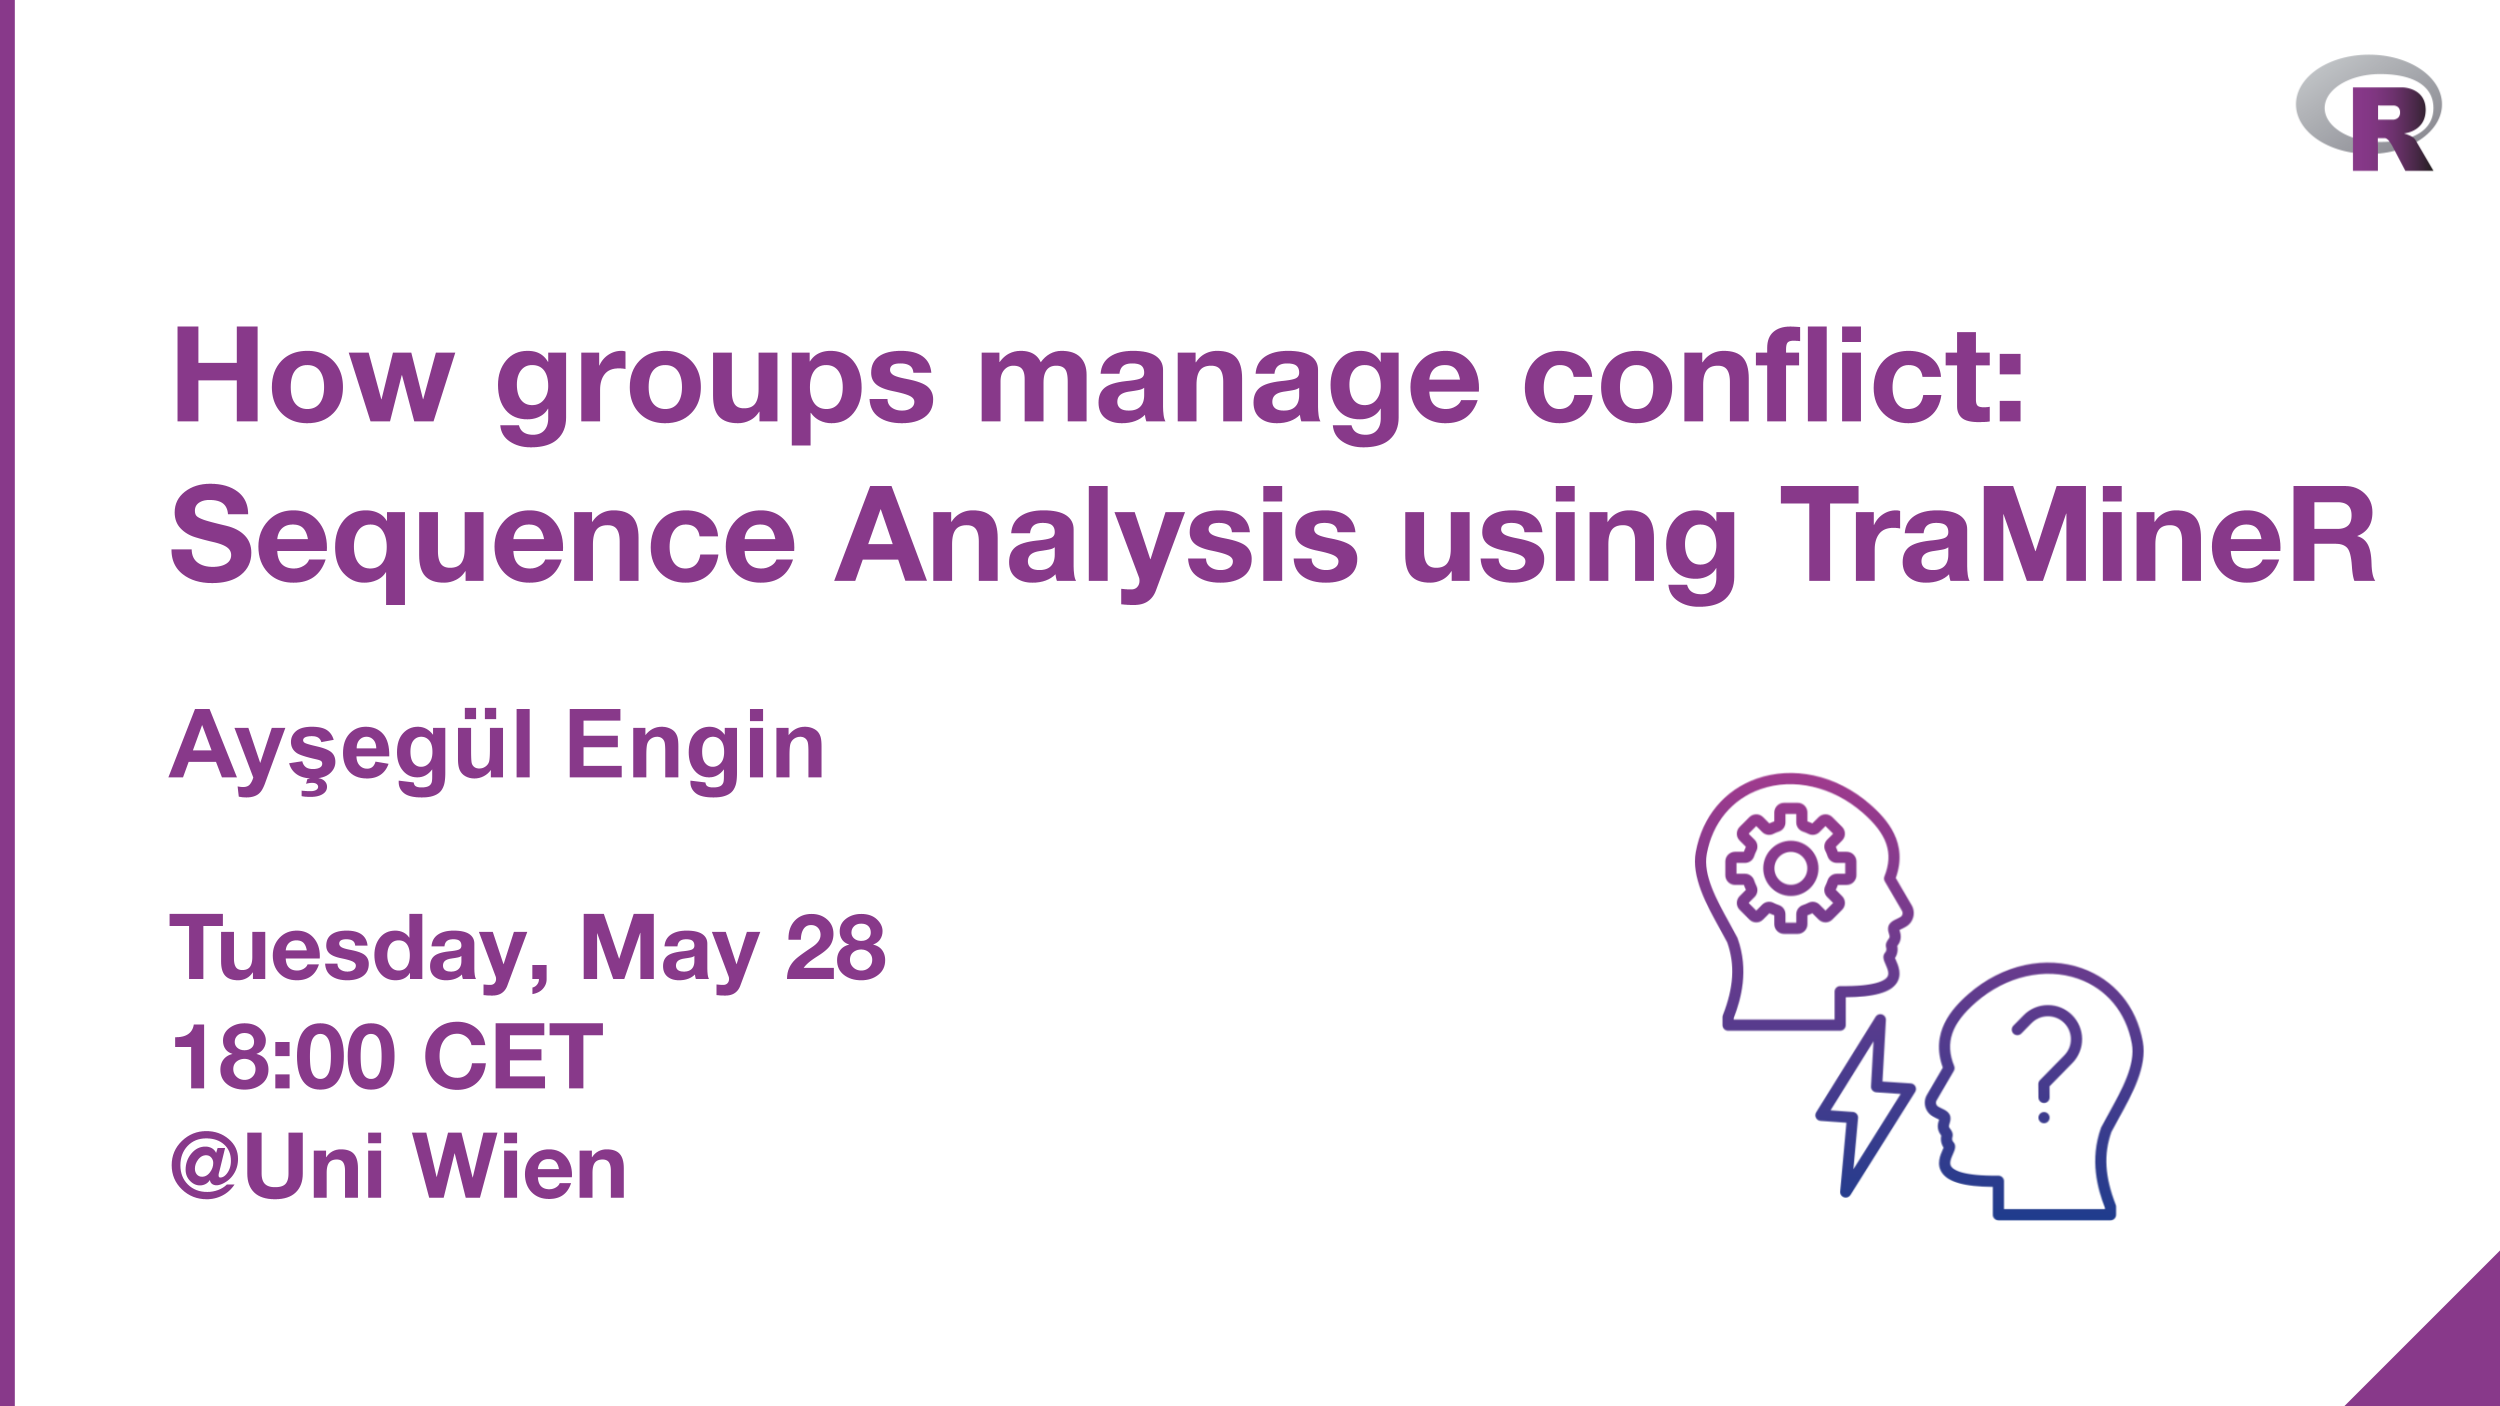 R
How groups manage conflict:
Sequence Analysis using TraMineR
Ayşegül Engin
Tuesday, May 28
18:00 CET
@Uni Wien
?